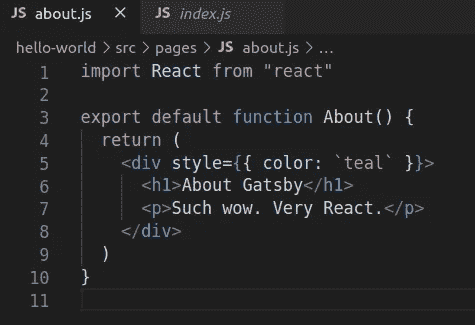 JS about.js X JS index.js
hello-world > src > pages > JS about.js > ...
1 import React from "react"
2
3 export default function About() {
4   return (
5     <div style={{ color: `teal` }}>
6       <h1>About Gatsby</h1>
7       <p>Such wow. Very React.</p>
8     </div>
9   )
10 }
11